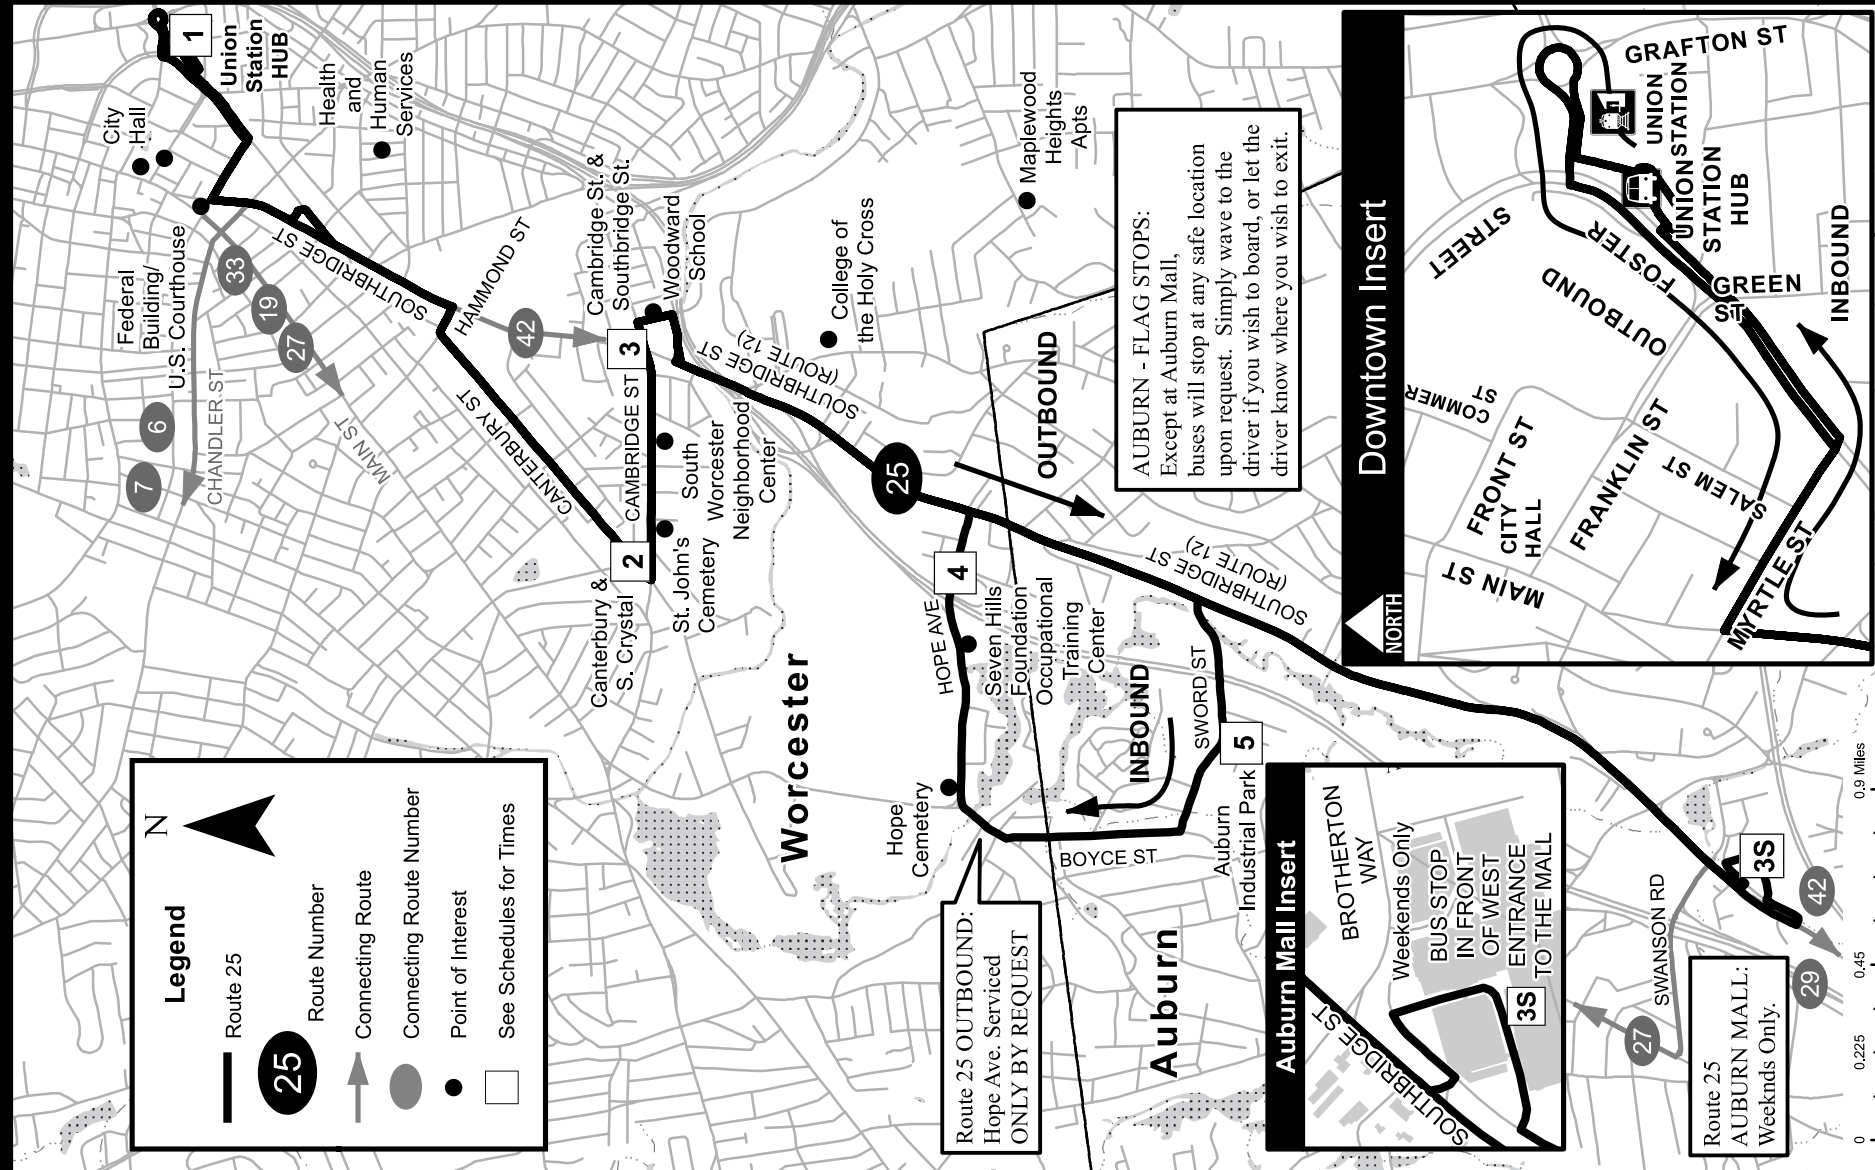 1
Union
Station
HUB
City
Hall
Health
and
Human
Services
Federal
Building/
U.S. Courthouse
33
19
27
6
7
CHANDLER ST
MAIN ST
SOUTHBRIDGE ST
HAMMOND ST
42
CANTERBURY ST
Cambridge St. &
Southbridge St.
Woodward
School
3
CAMBRIDGE ST
2
Canterbury &
S. Crystal
St. John's
Cemetery
South
Worcester
Neighborhood
Center
SOUTHBRIDGE ST
(ROUTE 12)
College of
the Holy Cross
Maplewood
Heights
Apts
25
OUTBOUND
AUBURN - FLAG STOPS:
Except at Auburn Mall,
buses will stop at any safe location
upon request. Simply wave to the
driver if you wish to board, or let the
driver know where you wish to exit.
4
HOPE AVE
Seven Hills
Foundation
Occupational
Training
Center
SOUTHBRIDGE ST
(ROUTE 12)
Worcester
Hope
Cemetery
INBOUND
SWORD ST
5
BOYCE ST
Auburn
Industrial Park
Route 25 OUTBOUND:
Hope Ave. Serviced
ONLY BY REQUEST
Auburn
Legend
N
Route 25
25
Route Number
Connecting Route
Connecting Route Number
Point of Interest
See Schedules for Times
Auburn Mall Insert
BROTHERTON
WAY
Weekends Only
BUS STOP
IN FRONT
OF WEST
ENTRANCE
TO THE MALL
3S
SOUTHBRIDGE ST
SWANSON RD
3S
42
29
27
Route 25
AUBURN MALL:
Weeknds Only.
0
0.225
0.45
0.9 Miles
Downtown Insert
NORTH
GRAFTON ST
UNION
STATION
UNION
STATION
HUB
STREET
FOSTER
OUTBOUND
GREEN
ST
INBOUND
COMMER
ST
FRONT ST
CITY
HALL
FRANKLIN ST
SALEM ST
MAIN ST
MYRTLE ST